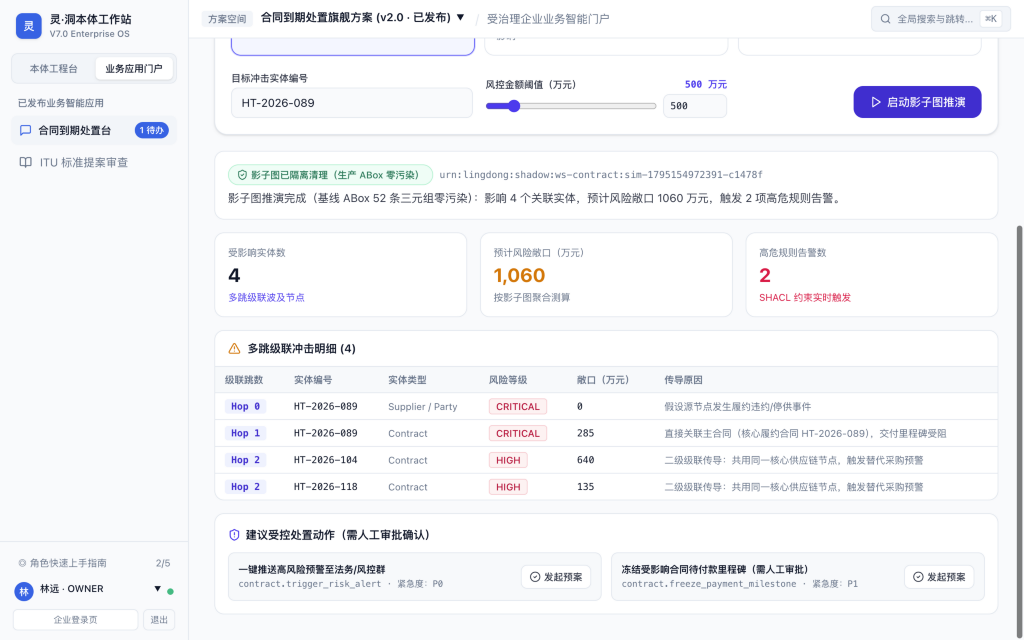 灵
灵·洞本体工作站
V7.0 Enterprise OS
本体工程台
业务应用门户
已发布业务智能应用
合同到期处置台
1 待办
ITU 标准提案审查
角色快速上手指南
2/5
林
林远 · OWNER
▼
企业登录页
退出
方案空间
合同到期处置旗舰方案 (v2.0 · 已发布) ▼
/
受治理企业业务智能门户
全局搜索与跳转...
⌘K
目标冲击实体编号
HT-2026-089
风控金额阈值（万元）
500 万元
500
启动影子图推演
影子图已隔离清理（生产 ABox 零污染）
urn:lingdong:shadow:ws-contract:sim-1795154972391-c1478f
影子图推演完成（基线 ABox 52 条三元组零污染）：影响 4 个关联实体，预计风险敞口 1060 万元，触发 2 项高危规则告警。
受影响实体数
4
多跳级联波及节点
预计风险敞口（万元）
1,060
按影子图聚合测算
高危规则告警数
2
SHACL 约束实时触发
多跳级联冲击明细 (4)
级联跳数 实体编号 实体类型 风险等级 敞口（万元） 传导原因
Hop 0 HT-2026-089 Supplier / Party CRITICAL 0 假设源节点发生履约违约/停供事件
Hop 1 HT-2026-089 Contract CRITICAL 285 直接关联主合同（核心履约合同 HT-2026-089），交付里程碑受阻
Hop 2 HT-2026-104 Contract HIGH 640 二级级联传导：共用同一核心供应链节点，触发替代采购预警
Hop 2 HT-2026-118 Contract HIGH 135 二级级联传导：共用同一核心供应链节点，触发替代采购预警
建议受控处置动作（需人工审批确认）
一键推送高风险预警至法务/风控群
contract.trigger_risk_alert · 紧急度: P0
发起预案
冻结受影响合同待付款里程碑（需人工审批）
contract.freeze_payment_milestone · 紧急度: P1
发起预案